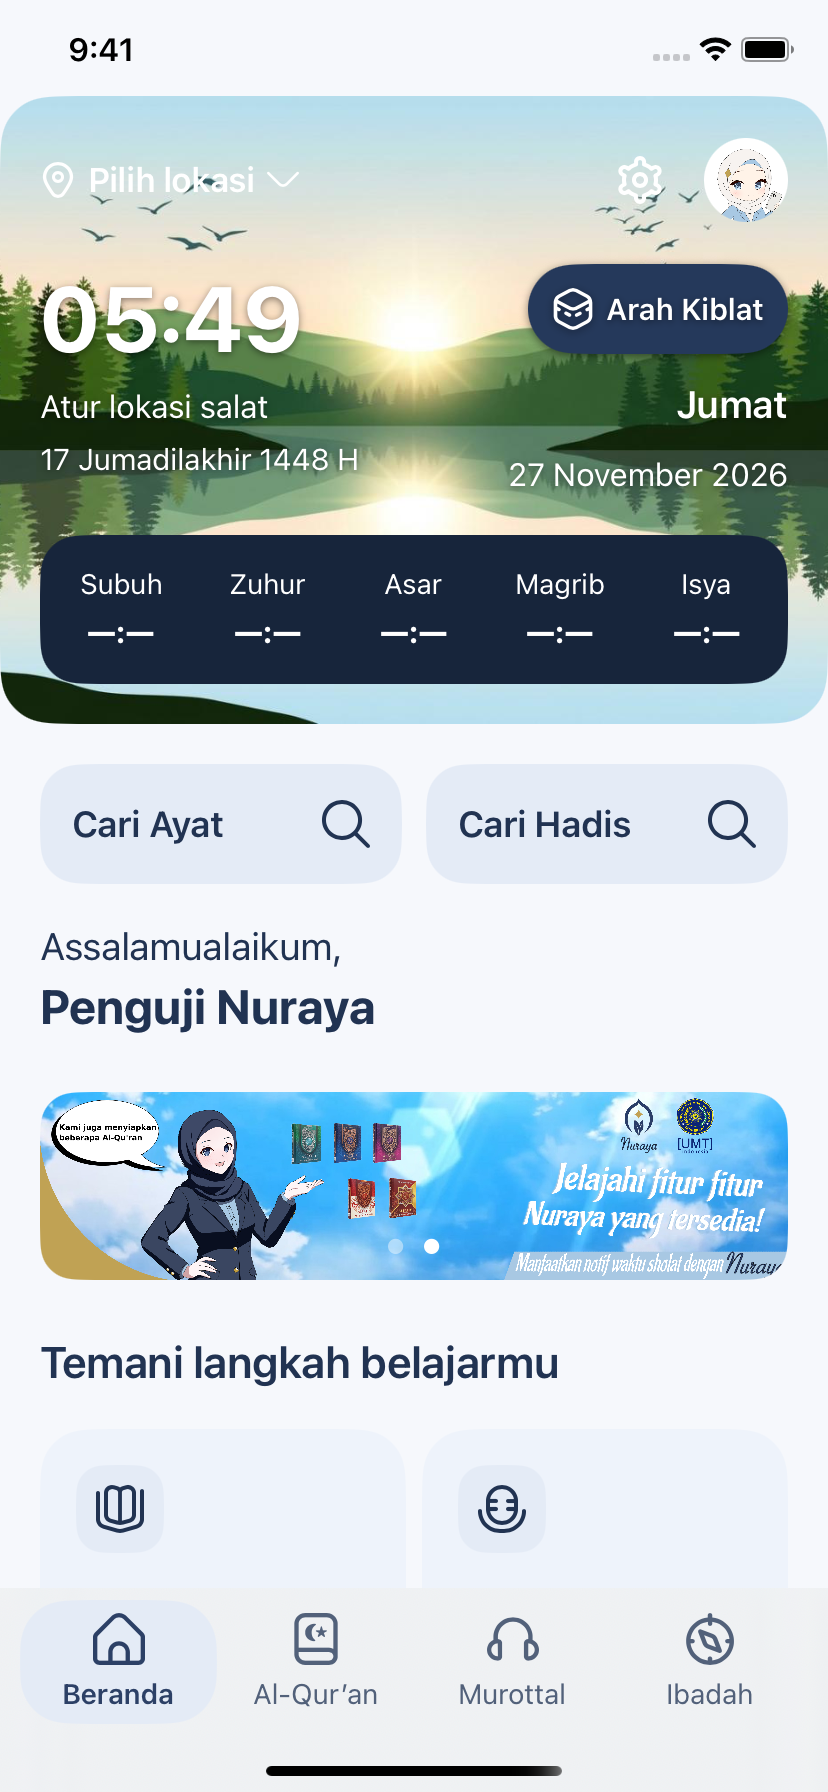 9:41
Pilih lokasi
05:49
Arah Kiblat
Atur lokasi salat
Jumat
17 Jumadilakhir 1448 H
27 November 2026
Subuh Zuhur Asar Magrib Isya
—:— —:— —:— —:— —:—
Cari Ayat
Cari Hadis
Assalamualaikum,
Penguji Nuraya
Kami juga menyiapkan
beberapa Al-Qu'ran
Nuraya
[UMT]
Indonesia
Jelajahi fitur fitur
Nuraya yang tersedia!
Manfaatkan notif waktu sholat dengan Nuraya
Temani langkah belajarmu
Beranda
Al-Qur’an
Murottal
Ibadah